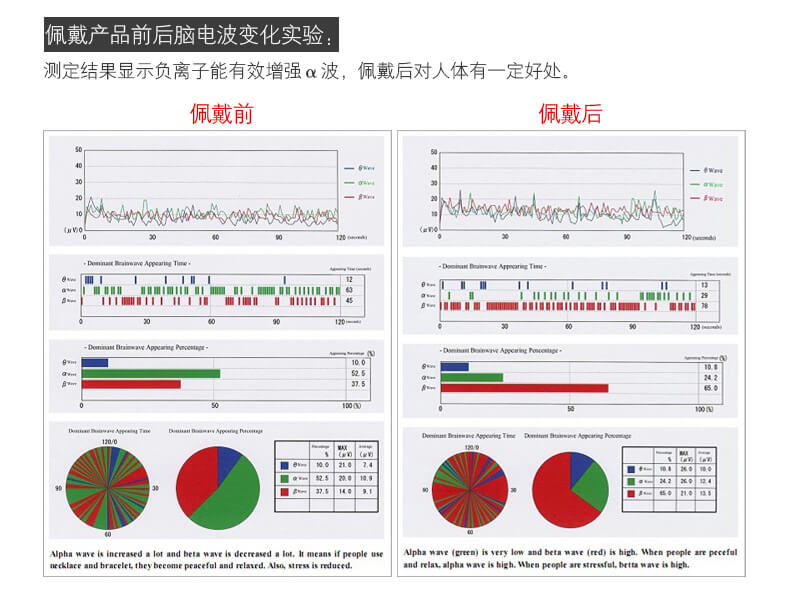 佩戴产品前后脑电波变化实验：
测定结果显示负离子能有效增强α波，佩戴后对人体有一定好处。
佩戴前
50
40
30
20
10
(μV)0
0
30
60
90
120 (seconds)
θ Wave
α Wave
β Wave
- Dominant Brainwave Appearing Time -
Appearing Time (seconds)
θ Wave 12
α Wave 63
β Wave 45
0 30 60 90 120 (seconds)
- Dominant Brainwave Appearing Percentage -
Appearing Percentage (%)
θ Wave 10.0
α Wave 52.5
β Wave 37.5
0 50 100 (%)
Dominant Brainwave Appearing Time
Dominant Brainwave Appearing Percentage
120/0
90
30
60
Percentage % MAX (μV) Average (μV)
θ Wave 10.0 21.0 7.4
α Wave 52.5 20.0 10.9
β Wave 37.5 14.0 9.1
Alpha wave is increased a lot and beta wave is decreased a lot. It means if people use
necklace and bracelet, they become peaceful and relaxed. Also, stress is reduced.
佩戴后
50
40
30
20
10
(μV)0
0 30 60 90 120 (seconds)
θ Wave
α Wave
β Wave
- Dominant Brainwave Appearing Time -
Appearing Time (seconds)
θ Wave 13
α Wave 29
β Wave 78
0 30 60 90 120 (seconds)
- Dominant Brainwave Appearing Percentage -
Appearing Percentage (%)
θ Wave 10.8
α Wave 24.2
β Wave 65.0
0 50 100 (%)
Dominant Brainwave Appearing Time
Dominant Brainwave Appearing Percentage
120/0
90
30
60
Percentage % MAX (μV) Average (μV)
θ Wave 10.8 26.0 10.0
α Wave 24.2 26.0 12.4
β Wave 65.0 21.0 13.5
Alpha wave (green) is very low and beta wave (red) is high. When people are peceful
and relax, alpha wave is high. When people are stressful, betta wave is high.